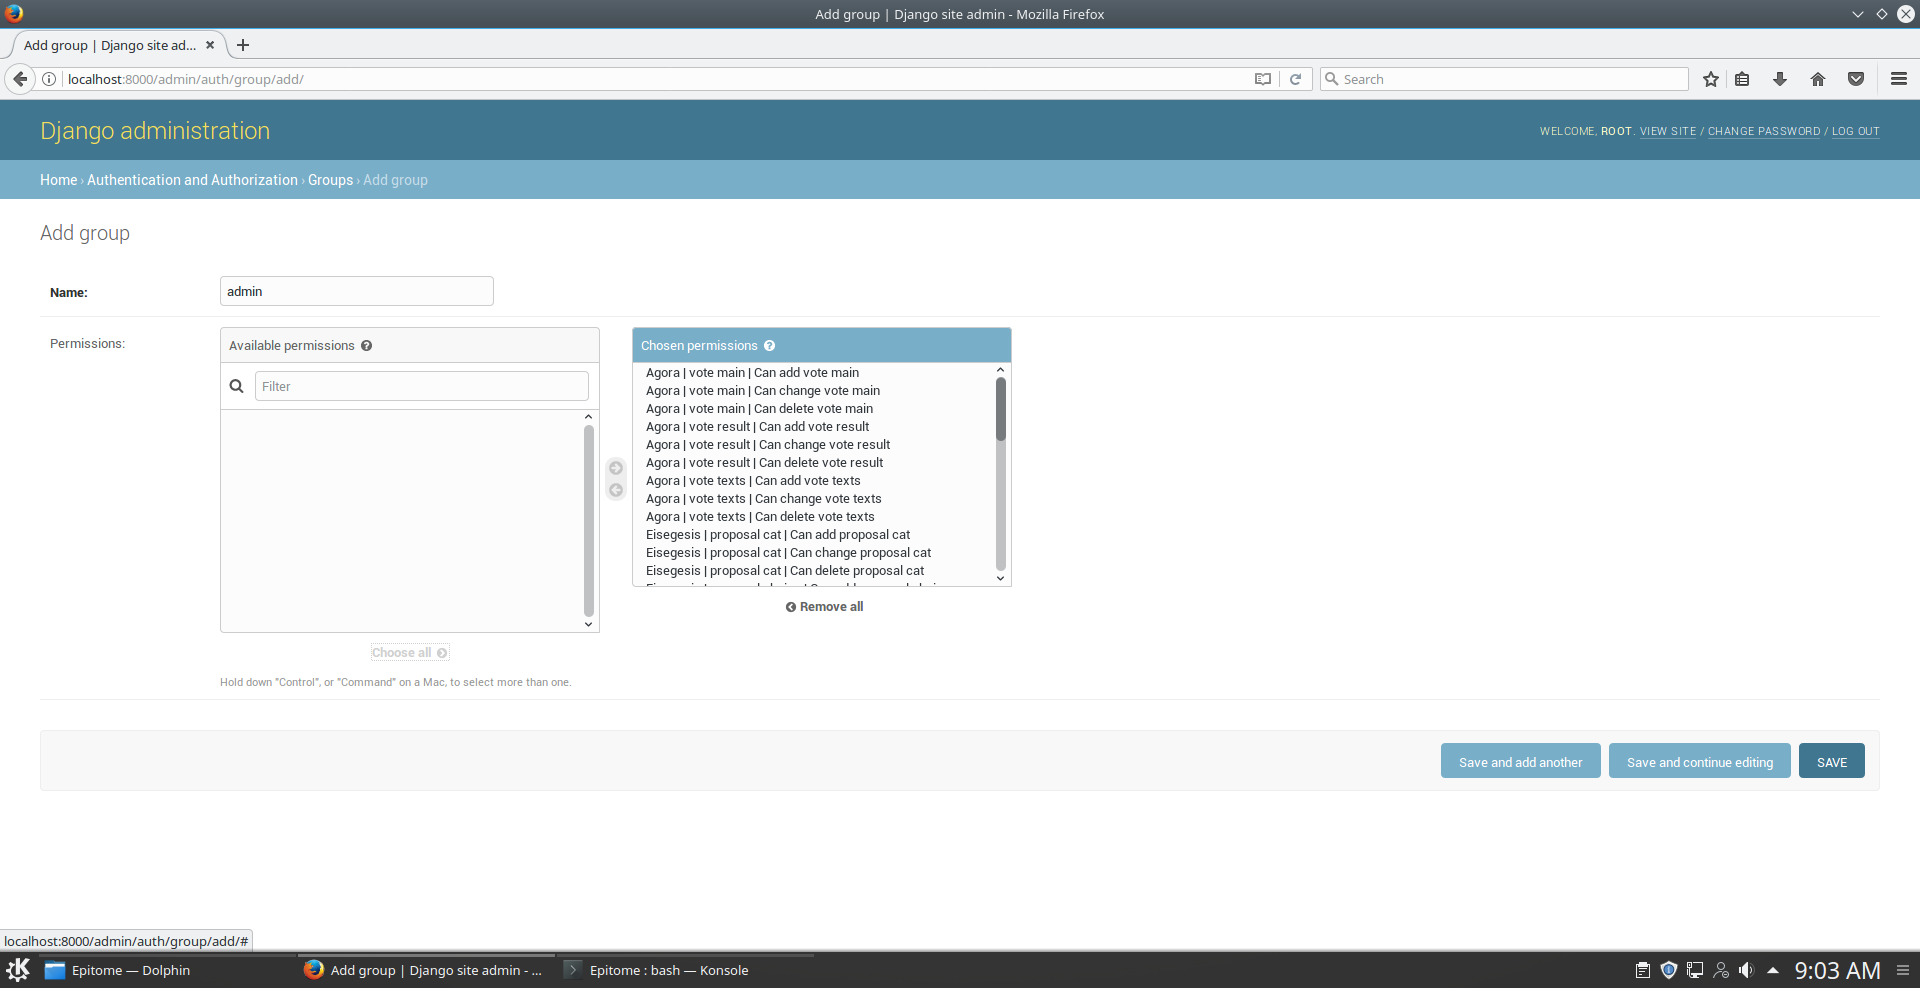 Add group | Django site admin - Mozilla Firefox
Add group | Django site ad...
localhost:8000/admin/auth/group/add/
Search
Django administration
WELCOME, ROOT. VIEW SITE / CHANGE PASSWORD / LOG OUT
Home › Authentication and Authorization › Groups › Add group
Add group
Name:
admin
Permissions:
Available permissions
Filter
Choose all
Chosen permissions
Agora | vote main | Can add vote main
Agora | vote main | Can change vote main
Agora | vote main | Can delete vote main
Agora | vote result | Can add vote result
Agora | vote result | Can change vote result
Agora | vote result | Can delete vote result
Agora | vote texts | Can add vote texts
Agora | vote texts | Can change vote texts
Agora | vote texts | Can delete vote texts
Eisegesis | proposal cat | Can add proposal cat
Eisegesis | proposal cat | Can change proposal cat
Eisegesis | proposal cat | Can delete proposal cat
Remove all
Hold down "Control", or "Command" on a Mac, to select more than one.
Save and add another
Save and continue editing
SAVE
localhost:8000/admin/auth/group/add/#
Epitome — Dolphin
Add group | Django site admin - ...
Epitome : bash — Konsole
9:03 AM